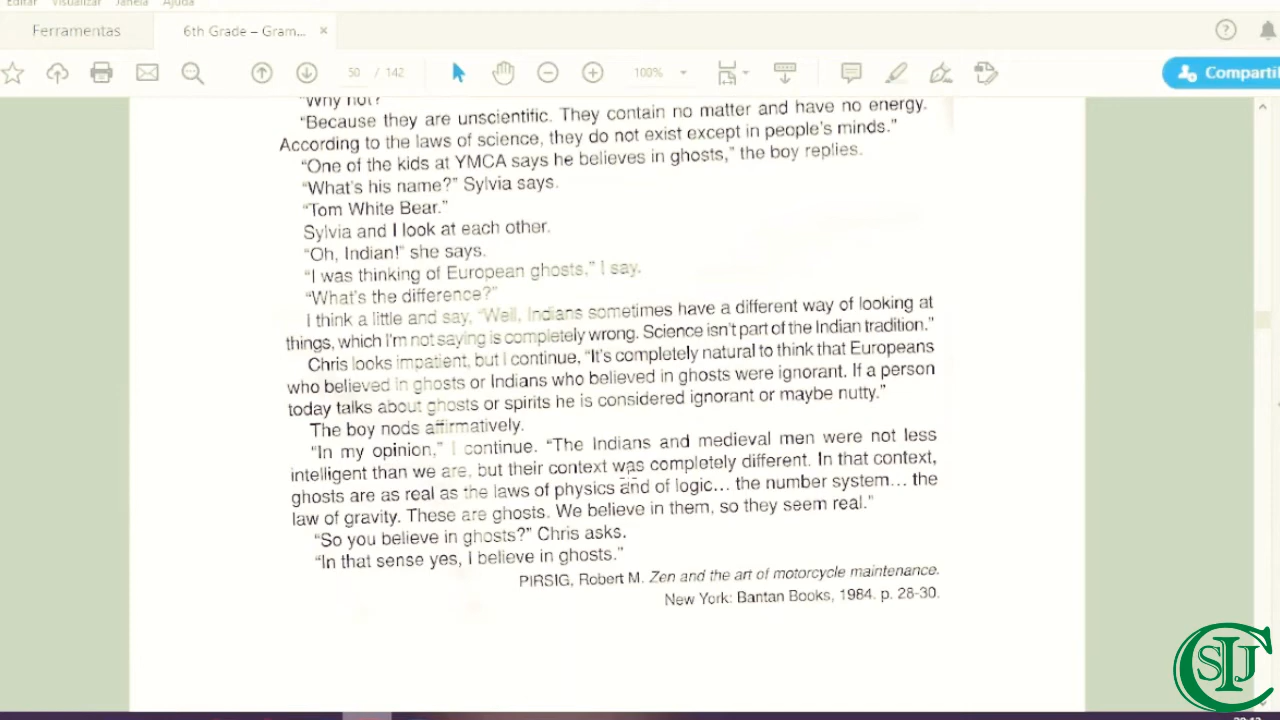 Editar Visualizar Janela Ajuda
Ferramentas 6th Grade – Gram... ×
50 / 142 100% Compartil
"Why not?
"Because they are unscientific. They contain no matter and have no energy.
According to the laws of science, they do not exist except in people's minds."
"One of the kids at YMCA says he believes in ghosts," the boy replies.
"What's his name?" Sylvia says.
"Tom White Bear."
Sylvia and I look at each other.
"Oh, Indian!" she says.
"I was thinking of European ghosts," I say.
"What's the difference?"
I think a little and say, "Well, Indians sometimes have a different way of looking at
things, which I'm not saying is completely wrong. Science isn't part of the Indian tradition."
Chris looks impatient, but I continue, "It's completely natural to think that Europeans
who believed in ghosts or Indians who believed in ghosts were ignorant. If a person
today talks about ghosts or spirits he is considered ignorant or maybe nutty."
The boy nods affirmatively.
"In my opinion," I continue. "The Indians and medieval men were not less
intelligent than we are, but their context was completely different. In that context,
ghosts are as real as the laws of physics and of logic... the number system... the
law of gravity. These are ghosts. We believe in them, so they seem real."
"So you believe in ghosts?" Chris asks.
"In that sense yes, I believe in ghosts."
PIRSIG, Robert M. Zen and the art of motorcycle maintenance.
New York: Bantan Books, 1984. p. 28-30.
CSIJ